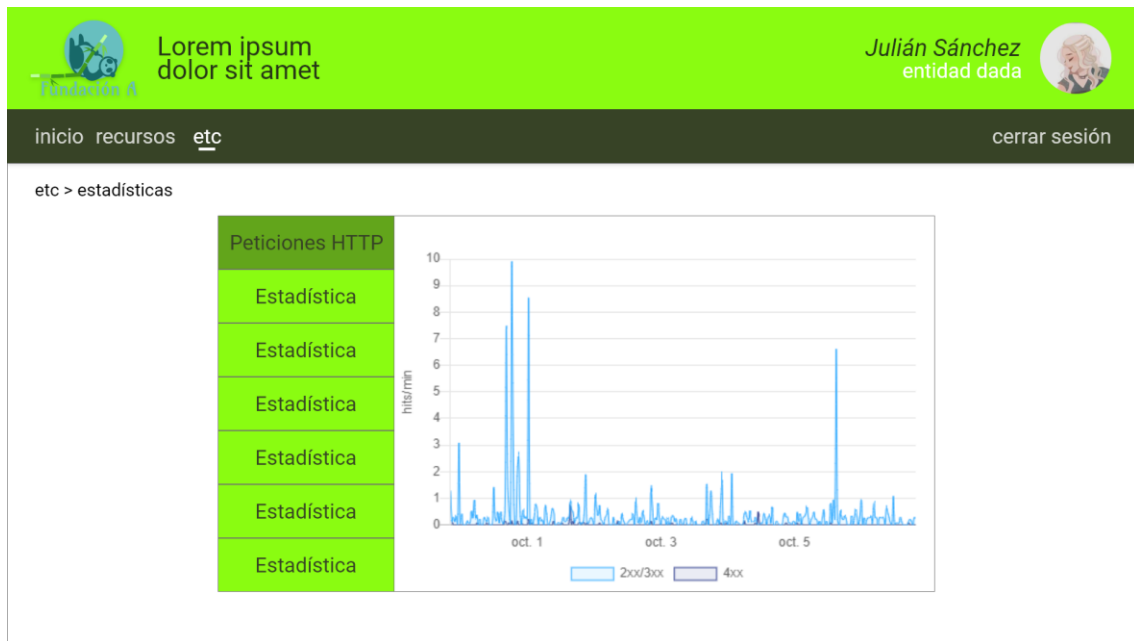 Fundación A
Lorem ipsum
dolor sit amet
Julián Sánchez
entidad dada
inicio recursos etc
cerrar sesión
etc > estadísticas
Peticiones HTTP
Estadística
Estadística
Estadística
Estadística
Estadística
Estadística
hits/min
10
9
8
7
6
5
4
3
2
1
0
oct. 1
oct. 3
oct. 5
2xx/3xx
4xx